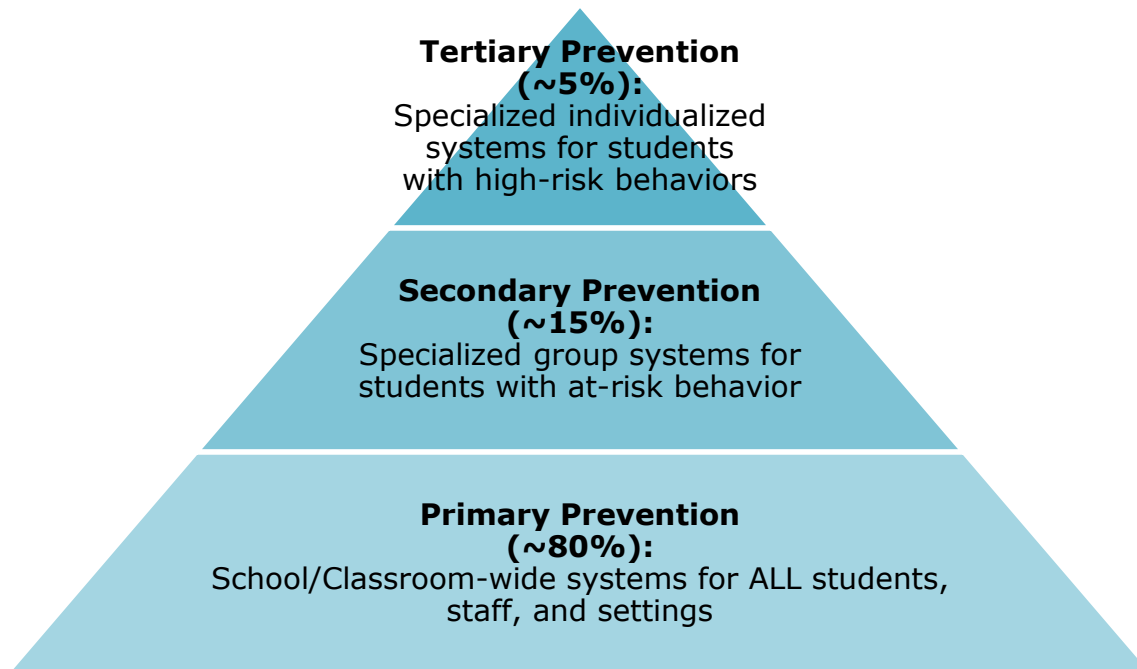 Tertiary Prevention
(~5%):
Specialized individualized
systems for students
with high-risk behaviors
Secondary Prevention
(~15%):
Specialized group systems for
students with at-risk behavior
Primary Prevention
(~80%):
School/Classroom-wide systems for ALL students,
staff, and settings